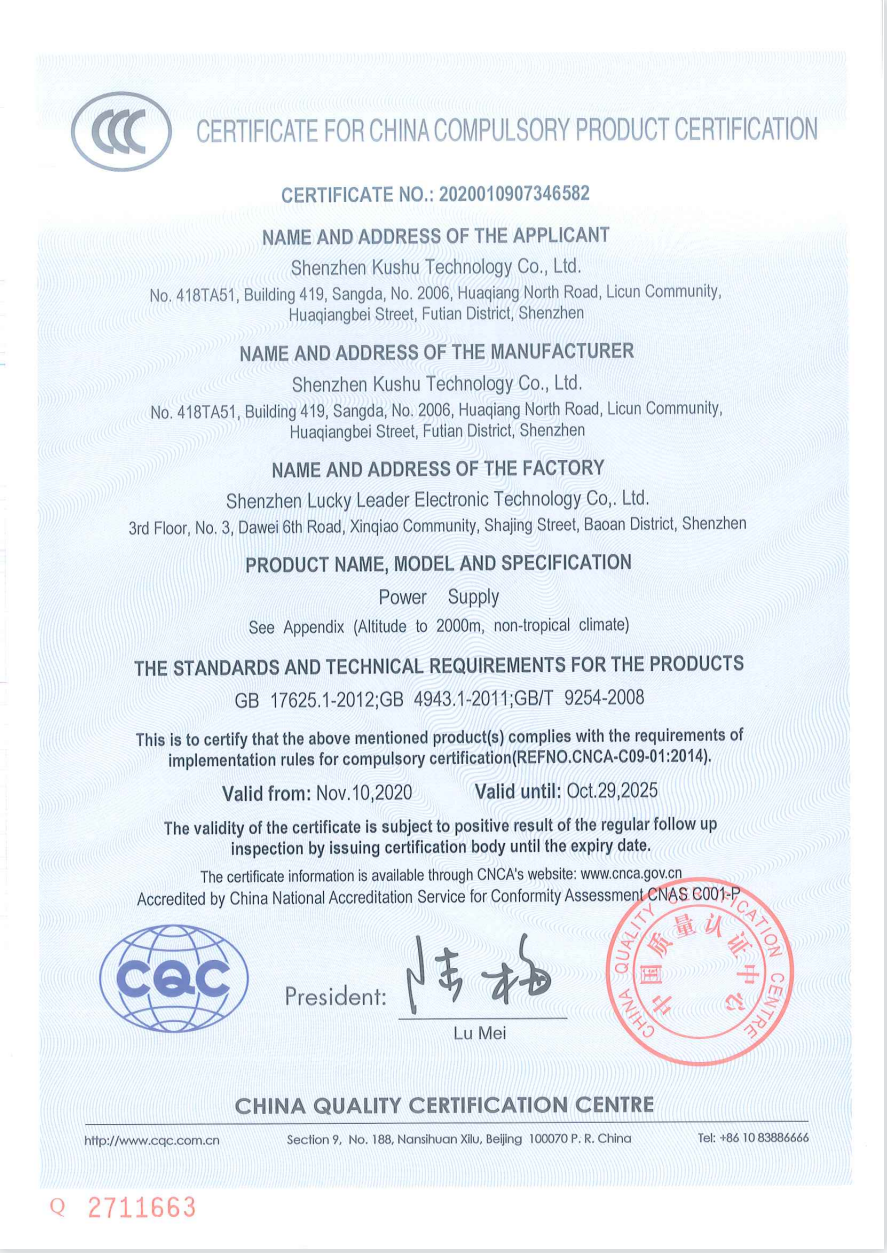 CCC
CERTIFICATE FOR CHINA COMPULSORY PRODUCT CERTIFICATION
CERTIFICATE NO.: 2020010907346582
NAME AND ADDRESS OF THE APPLICANT
Shenzhen Kushu Technology Co., Ltd.
No. 418TA51, Building 419, Sangda, No. 2006, Huaqiang North Road, Licun Community,
Huaqiangbei Street, Futian District, Shenzhen
NAME AND ADDRESS OF THE MANUFACTURER
Shenzhen Kushu Technology Co., Ltd.
No. 418TA51, Building 419, Sangda, No. 2006, Huaqiang North Road, Licun Community,
Huaqiangbei Street, Futian District, Shenzhen
NAME AND ADDRESS OF THE FACTORY
Shenzhen Lucky Leader Electronic Technology Co,. Ltd.
3rd Floor, No. 3, Dawei 6th Road, Xinqiao Community, Shajing Street, Baoan District, Shenzhen
PRODUCT NAME, MODEL AND SPECIFICATION
Power Supply
See Appendix (Altitude to 2000m, non-tropical climate)
THE STANDARDS AND TECHNICAL REQUIREMENTS FOR THE PRODUCTS
GB 17625.1-2012;GB 4943.1-2011;GB/T 9254-2008
This is to certify that the above mentioned product(s) complies with the requirements of
implementation rules for compulsory certification(REFNO.CNCA-C09-01:2014).
Valid from: Nov.10,2020 Valid until: Oct.29,2025
The validity of the certificate is subject to positive result of the regular follow up
inspection by issuing certification body until the expiry date.
The certificate information is available through CNCA's website: www.cnca.gov.cn
Accredited by China National Accreditation Service for Conformity Assessment CNAS C001-P
CQC
President:
陆梅
Lu Mei
CHINA QUALITY CERTIFICATION CENTRE
中国质量认证中心
CHINA QUALITY CERTIFICATION CENTRE
http://www.cqc.com.cn Section 9, No. 188, Nansihuan Xilu, Beijing 100070 P. R. China Tel: +86 10 83886666
Q 2711663